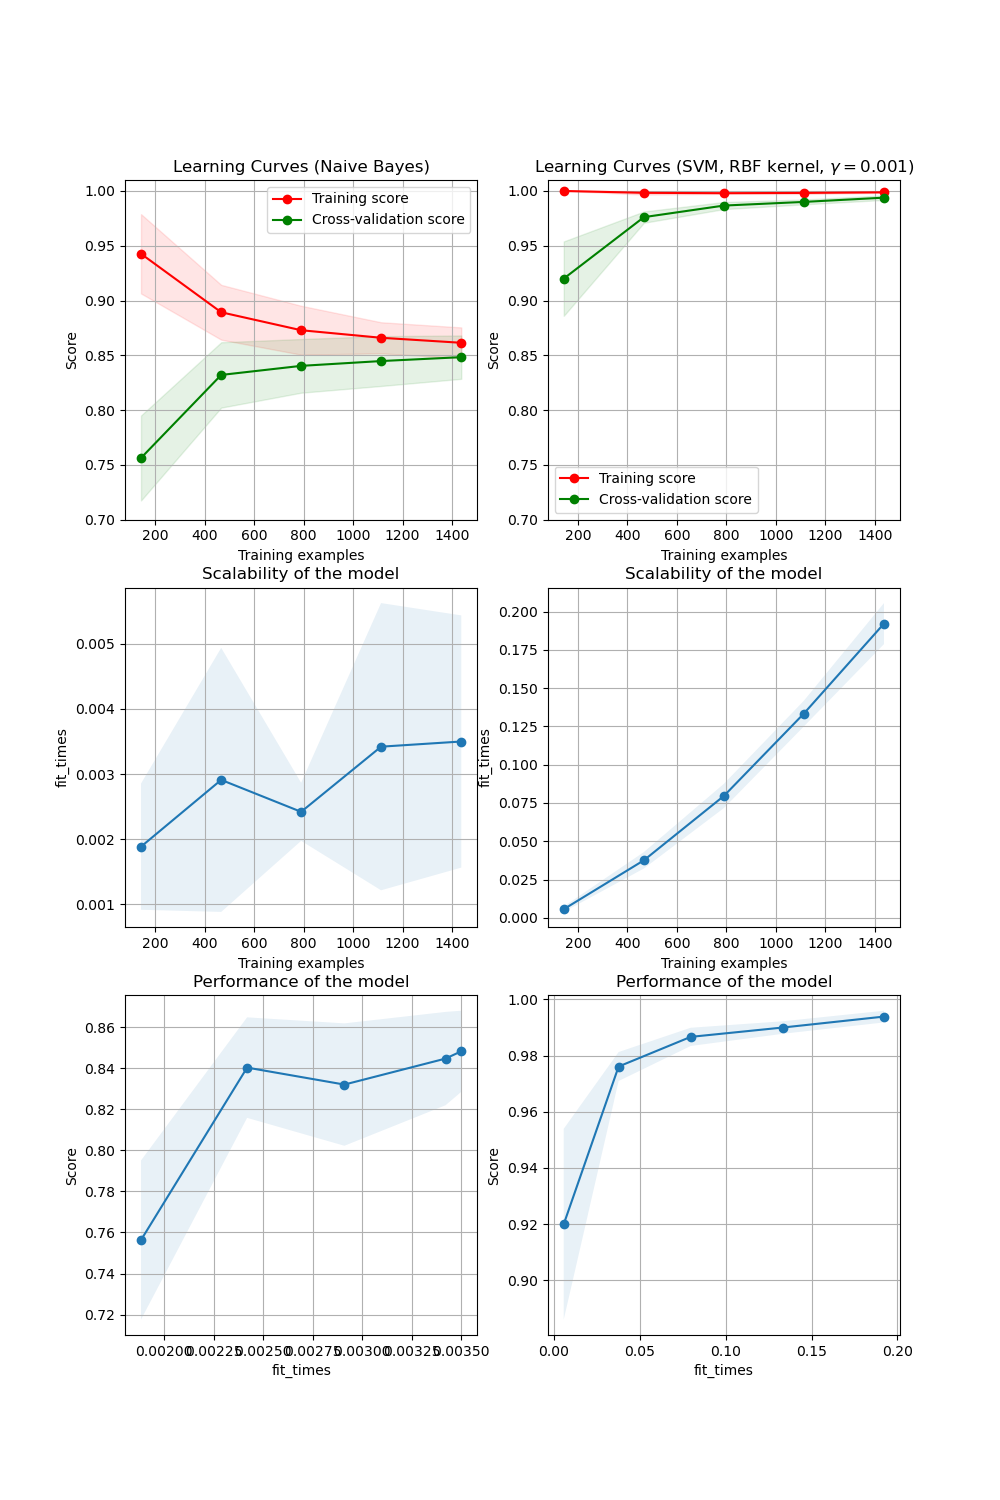 Learning Curves (Naive Bayes)
1.00
0.95
0.90
0.85
0.80
0.75
0.70
Score
Training score
Cross-validation score
200 400 600 800 1000 1200 1400
Training examples
Learning Curves (SVM, RBF kernel, γ = 0.001)
1.00
0.95
0.90
0.85
0.80
0.75
0.70
Score
Training score
Cross-validation score
200 400 600 800 1000 1200 1400
Training examples
Scalability of the model
0.005
0.004
0.003
0.002
0.001
fit_times
200 400 600 800 1000 1200 1400
Training examples
Scalability of the model
0.200
0.175
0.150
0.125
0.100
0.075
0.050
0.025
0.000
fit_times
200 400 600 800 1000 1200 1400
Training examples
Performance of the model
0.86
0.84
0.82
0.80
0.78
0.76
0.74
0.72
Score
0.00200 0.00225 0.00250 0.00275 0.00300 0.00325 0.00350
fit_times
Performance of the model
1.00
0.98
0.96
0.94
0.92
0.90
Score
0.00 0.05 0.10 0.15 0.20
fit_times